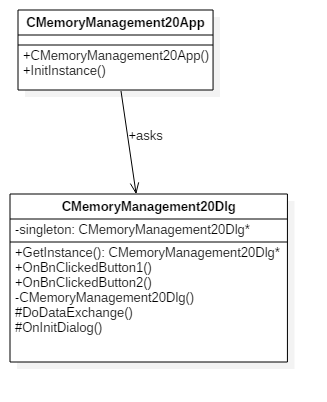 CMemoryManagement20App
+CMemoryManagement20App()
+InitInstance()
+asks
CMemoryManagement20Dlg
-singleton: CMemoryManagement20Dlg*
+GetInstance(): CMemoryManagement20Dlg*
+OnBnClickedButton1()
+OnBnClickedButton2()
-CMemoryManagement20Dlg()
#DoDataExchange()
#OnInitDialog()